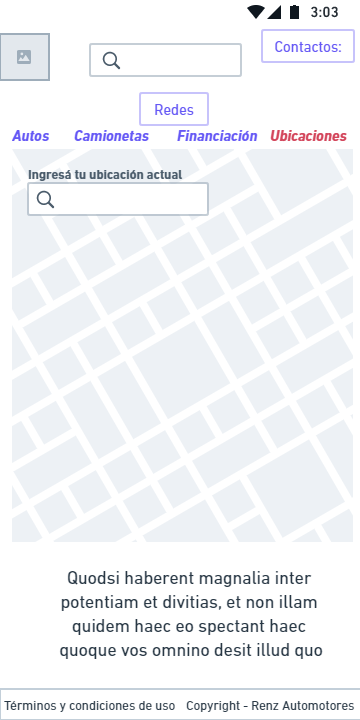 3:03
Contactos:
Redes
Autos Camionetas Financiación Ubicaciones
Ingresá tu ubicación actual
Quodsi haberent magnalia inter
potentiam et divitias, et non illam
quidem haec eo spectant haec
quoque vos omnino desit illud quo
Términos y condiciones de uso Copyright - Renz Automotores